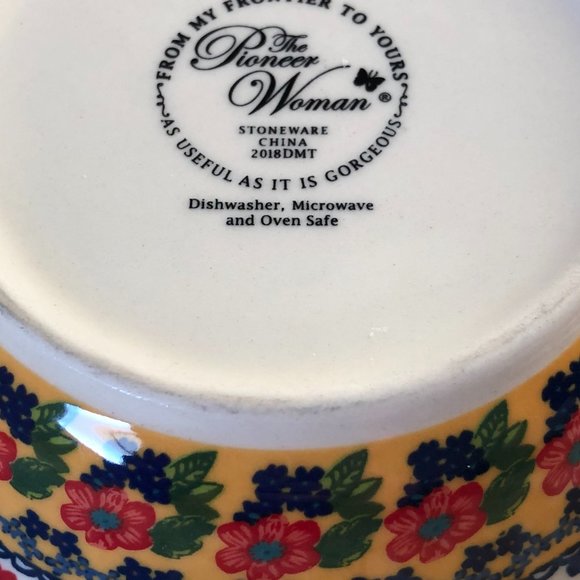 FROM MY FRONTIER TO YOURS
The
Pioneer
Woman®
STONEWARE
CHINA
2018DMT
AS USEFUL AS IT IS GORGEOUS
Dishwasher, Microwave
and Oven Safe